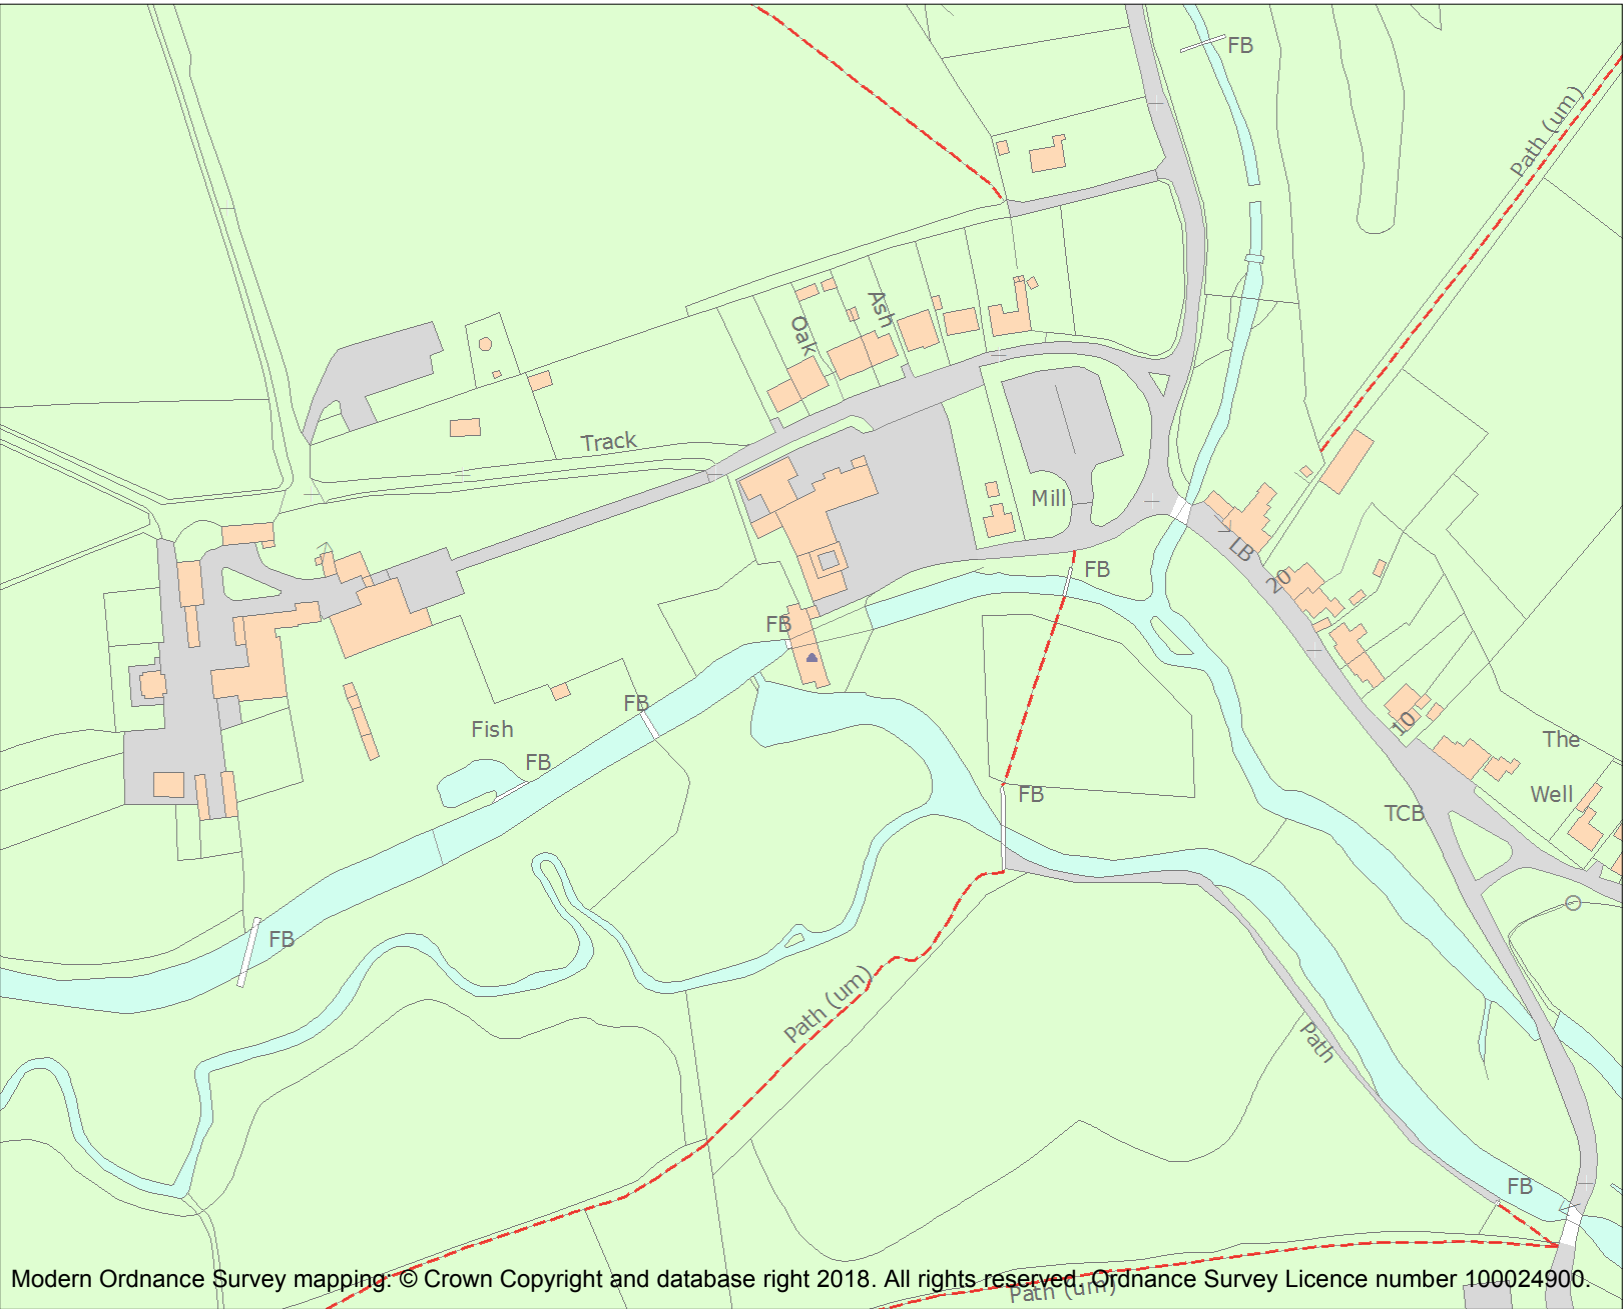 FB
Path (um)
Oak
Ash
Track
Mill
LB
20
FB
FB
FB
Fish
FB
FB
10
The
Well
TCB
FB
Path (um)
Path
FB
Path (um)
Modern Ordnance Survey mapping: © Crown Copyright and database right 2018. All rights reserved. Ordnance Survey Licence number 100024900.